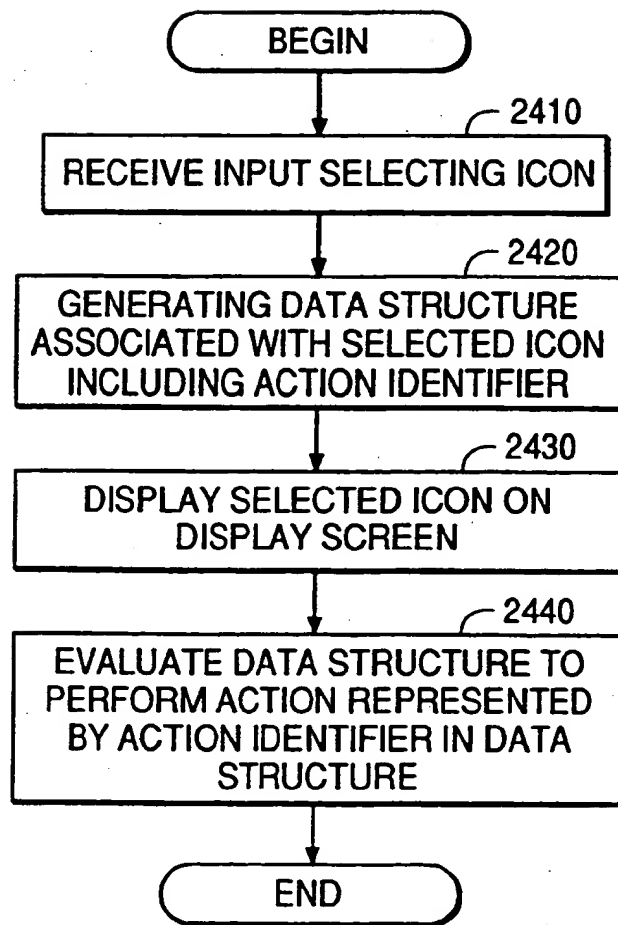 BEGIN
2410
RECEIVE INPUT SELECTING ICON
2420
GENERATING DATA STRUCTURE
ASSOCIATED WITH SELECTED ICON
INCLUDING ACTION IDENTIFIER
2430
DISPLAY SELECTED ICON ON
DISPLAY SCREEN
2440
EVALUATE DATA STRUCTURE TO
PERFORM ACTION REPRESENTED
BY ACTION IDENTIFIER IN DATA
STRUCTURE
END